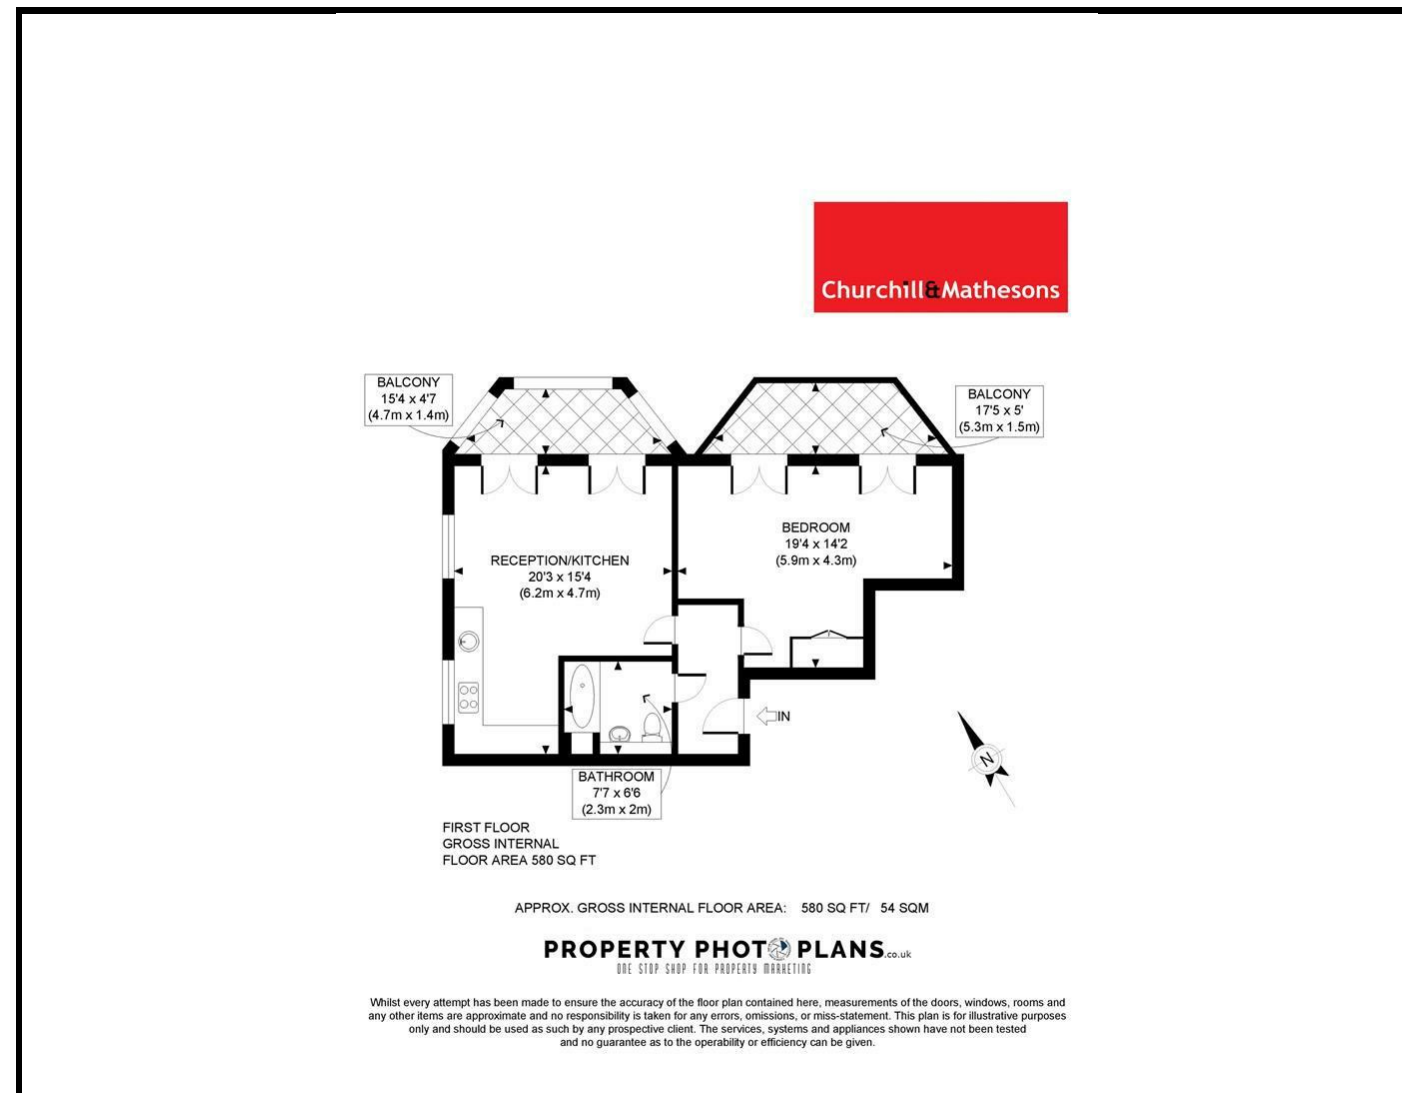 Churchill&Mathesons
BALCONY
15'4 x 4'7
(4.7m x 1.4m)
BALCONY
17'5 x 5'
(5.3m x 1.5m)
BEDROOM
19'4 x 14'2
(5.9m x 4.3m)
RECEPTION/KITCHEN
20'3 x 15'4
(6.2m x 4.7m)
IN
N
BATHROOM
7'7 x 6'6
(2.3m x 2m)
FIRST FLOOR
GROSS INTERNAL
FLOOR AREA 580 SQ FT
APPROX. GROSS INTERNAL FLOOR AREA: 580 SQ FT/ 54 SQM
PROPERTY PHOTO PLANS.co.uk
ONE STOP SHOP FOR PROPERTY MARKETING
Whilst every attempt has been made to ensure the accuracy of the floor plan contained here, measurements of the doors, windows, rooms and
any other items are approximate and no responsibility is taken for any errors, omissions, or miss-statement. This plan is for illustrative purposes
only and should be used as such by any prospective client. The services, systems and appliances shown have not been tested
and no guarantee as to the operability or efficiency can be given.